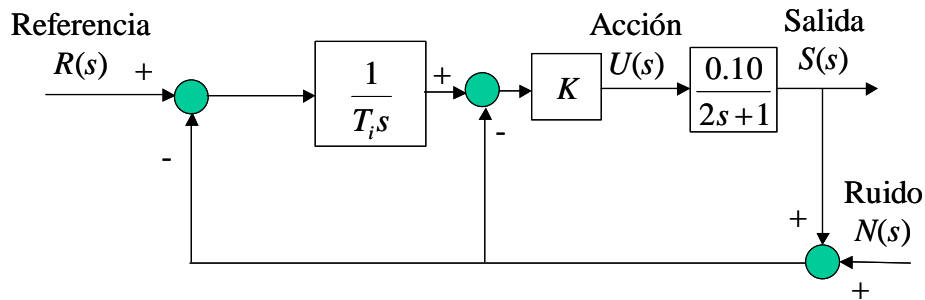 Referencia
R(s)
+
-
1
T_i s
+
-
K
Acción
U(s)
0.10
2s+1
Salida
S(s)
+
Ruido
N(s)
+